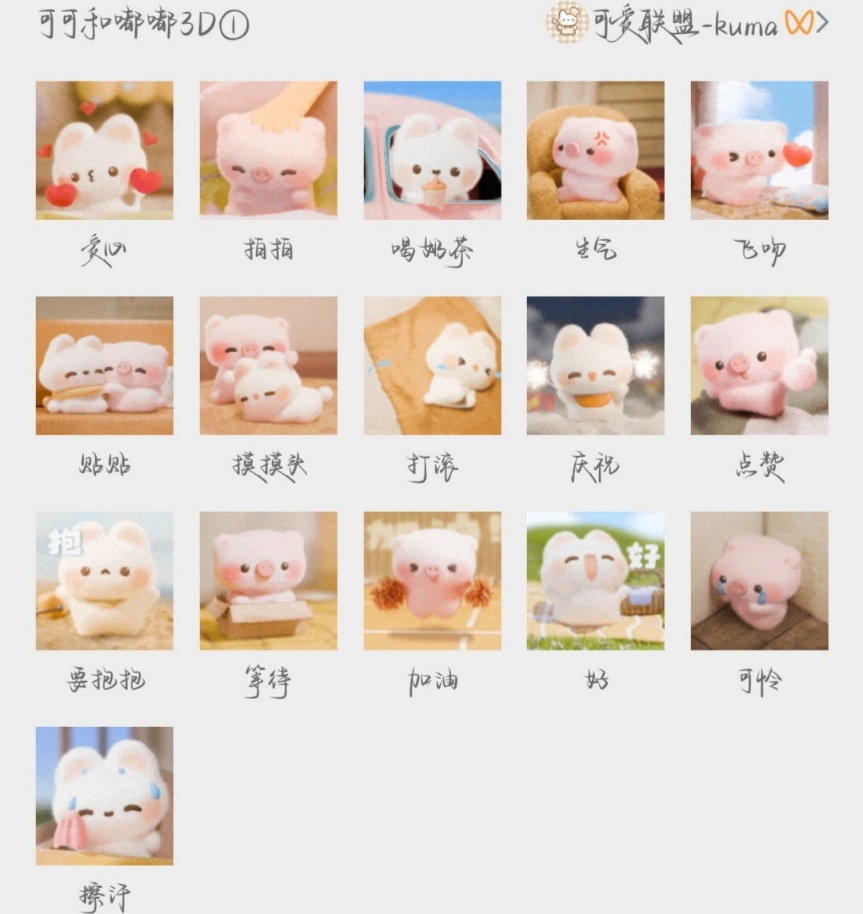 可可和嘟嘟3D①
可爱联盟-kuma
爱心 拍拍 喝奶茶 生气 飞吻
贴贴 摸摸头 打滚 庆祝 点赞
抱 好
要抱抱 等待 加油 好 可怜
擦汗